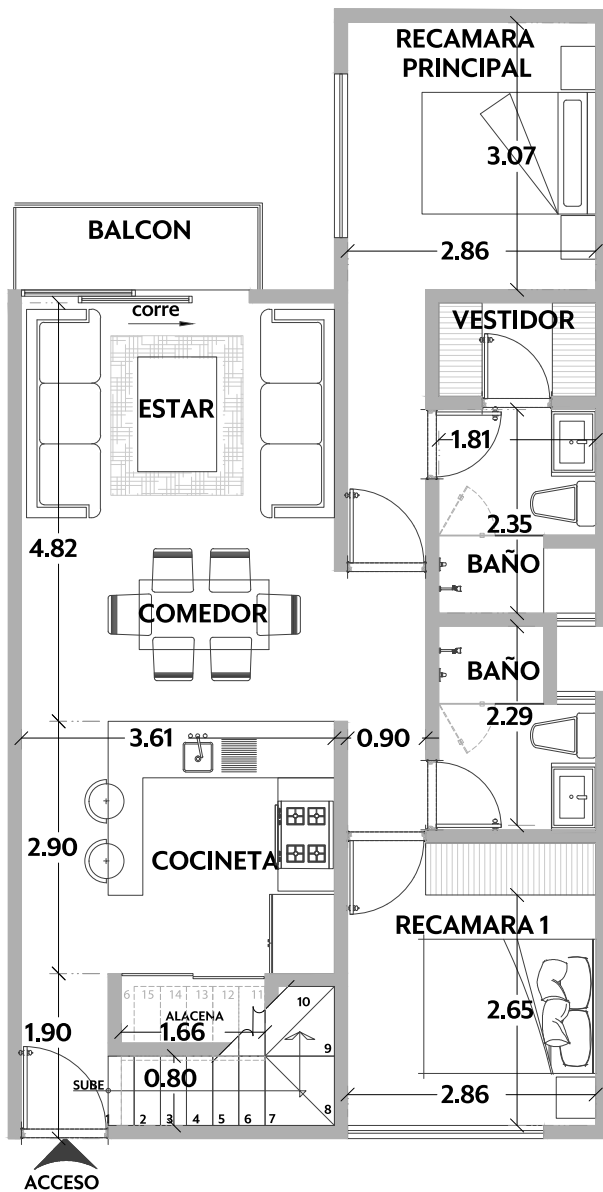 RECAMARA
PRINCIPAL
3.07
2.86
BALCON
corre
VESTIDOR
ESTAR
1.81
2.35
4.82
BAÑO
COMEDOR
BAÑO
2.29
3.61
0.90
2.90
COCINETA
RECAMARA 1
2.65
6 15 14 13 12 11
10
ALACENA
1.90
1.66
9
0.80
SUBE
2.86
1 2 3 4 5 6 7 8
ACCESO